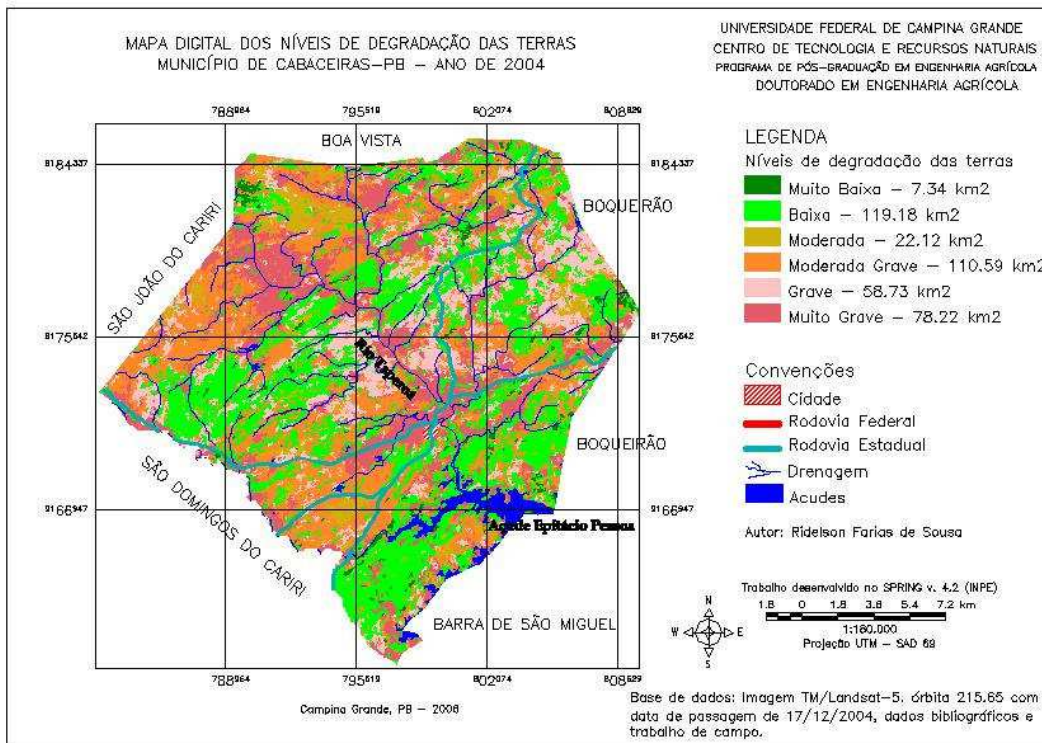 MAPA DIGITAL DOS NÍVEIS DE DEGRADAÇÃO DAS TERRAS
MUNICÍPIO DE CABACEIRAS-PB - ANO DE 2004
UNIVERSIDADE FEDERAL DE CAMPINA GRANDE
CENTRO DE TECNOLOGIA E RECURSOS NATURAIS
PROGRAMA DE PÓS-GRADUAÇÃO EM ENGENHARIA AGRÍCOLA
DOUTORADO EM ENGENHARIA AGRÍCOLA
788964
795519
802074
808629
BOA VISTA
8184337
BOQUEIRÃO
SÃO JOÃO DO CARIRI
8175642
Rio Taperoá
BOQUEIRÃO
SÃO DOMINGOS DO CARIRI
8166947
8166947
Açude Epitácio Pessoa
BARRA DE SÃO MIGUEL
788964
795519
802074
808629
Campina Grande, PB - 2006
LEGENDA
Níveis de degradação das terras
Muito Baixa - 7.34 km2
Baixa - 119.18 km2
Moderada - 22.12 km2
Moderada Grave - 110.59 km2
Grave - 58.73 km2
Muito Grave - 78.22 km2
Convenções
Cidade
Rodovia Federal
Rodovia Estadual
Drenagem
Acudes
Autor: Ridelson Farias de Sousa
Trabalho desenvolvido no SPRING v. 4.2 (INPE)
1.8 0 1.8 3.6 5.4 7.2 km
1:180.000
Projeção UTM - SAD 69
N
W E
S
Base de dados: Imagem TM/Landsat-5, órbita 215.65 com
data de passagem de 17/12/2004, dados bibliográficos e
trabalho de campo.